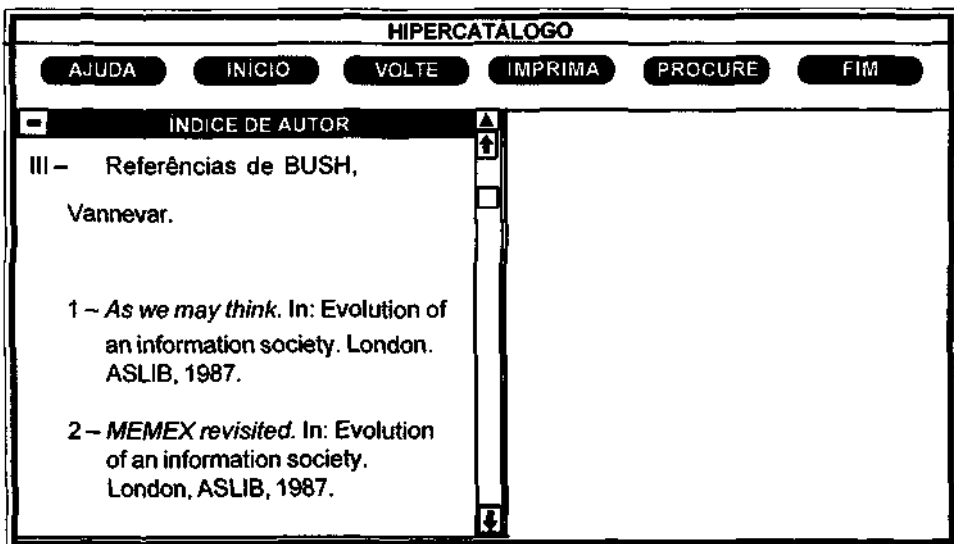 HIPERCATÁLOGO
AJUDA INÍCIO VOLTE IMPRIMA PROCURE FIM
ÍNDICE DE AUTOR
III – Referências de BUSH,
Vannevar.
1 – As we may think. In: Evolution of
an information society. London.
ASLIB, 1987.
2 – MEMEX revisited. In: Evolution
of an information society.
London, ASLIB, 1987.